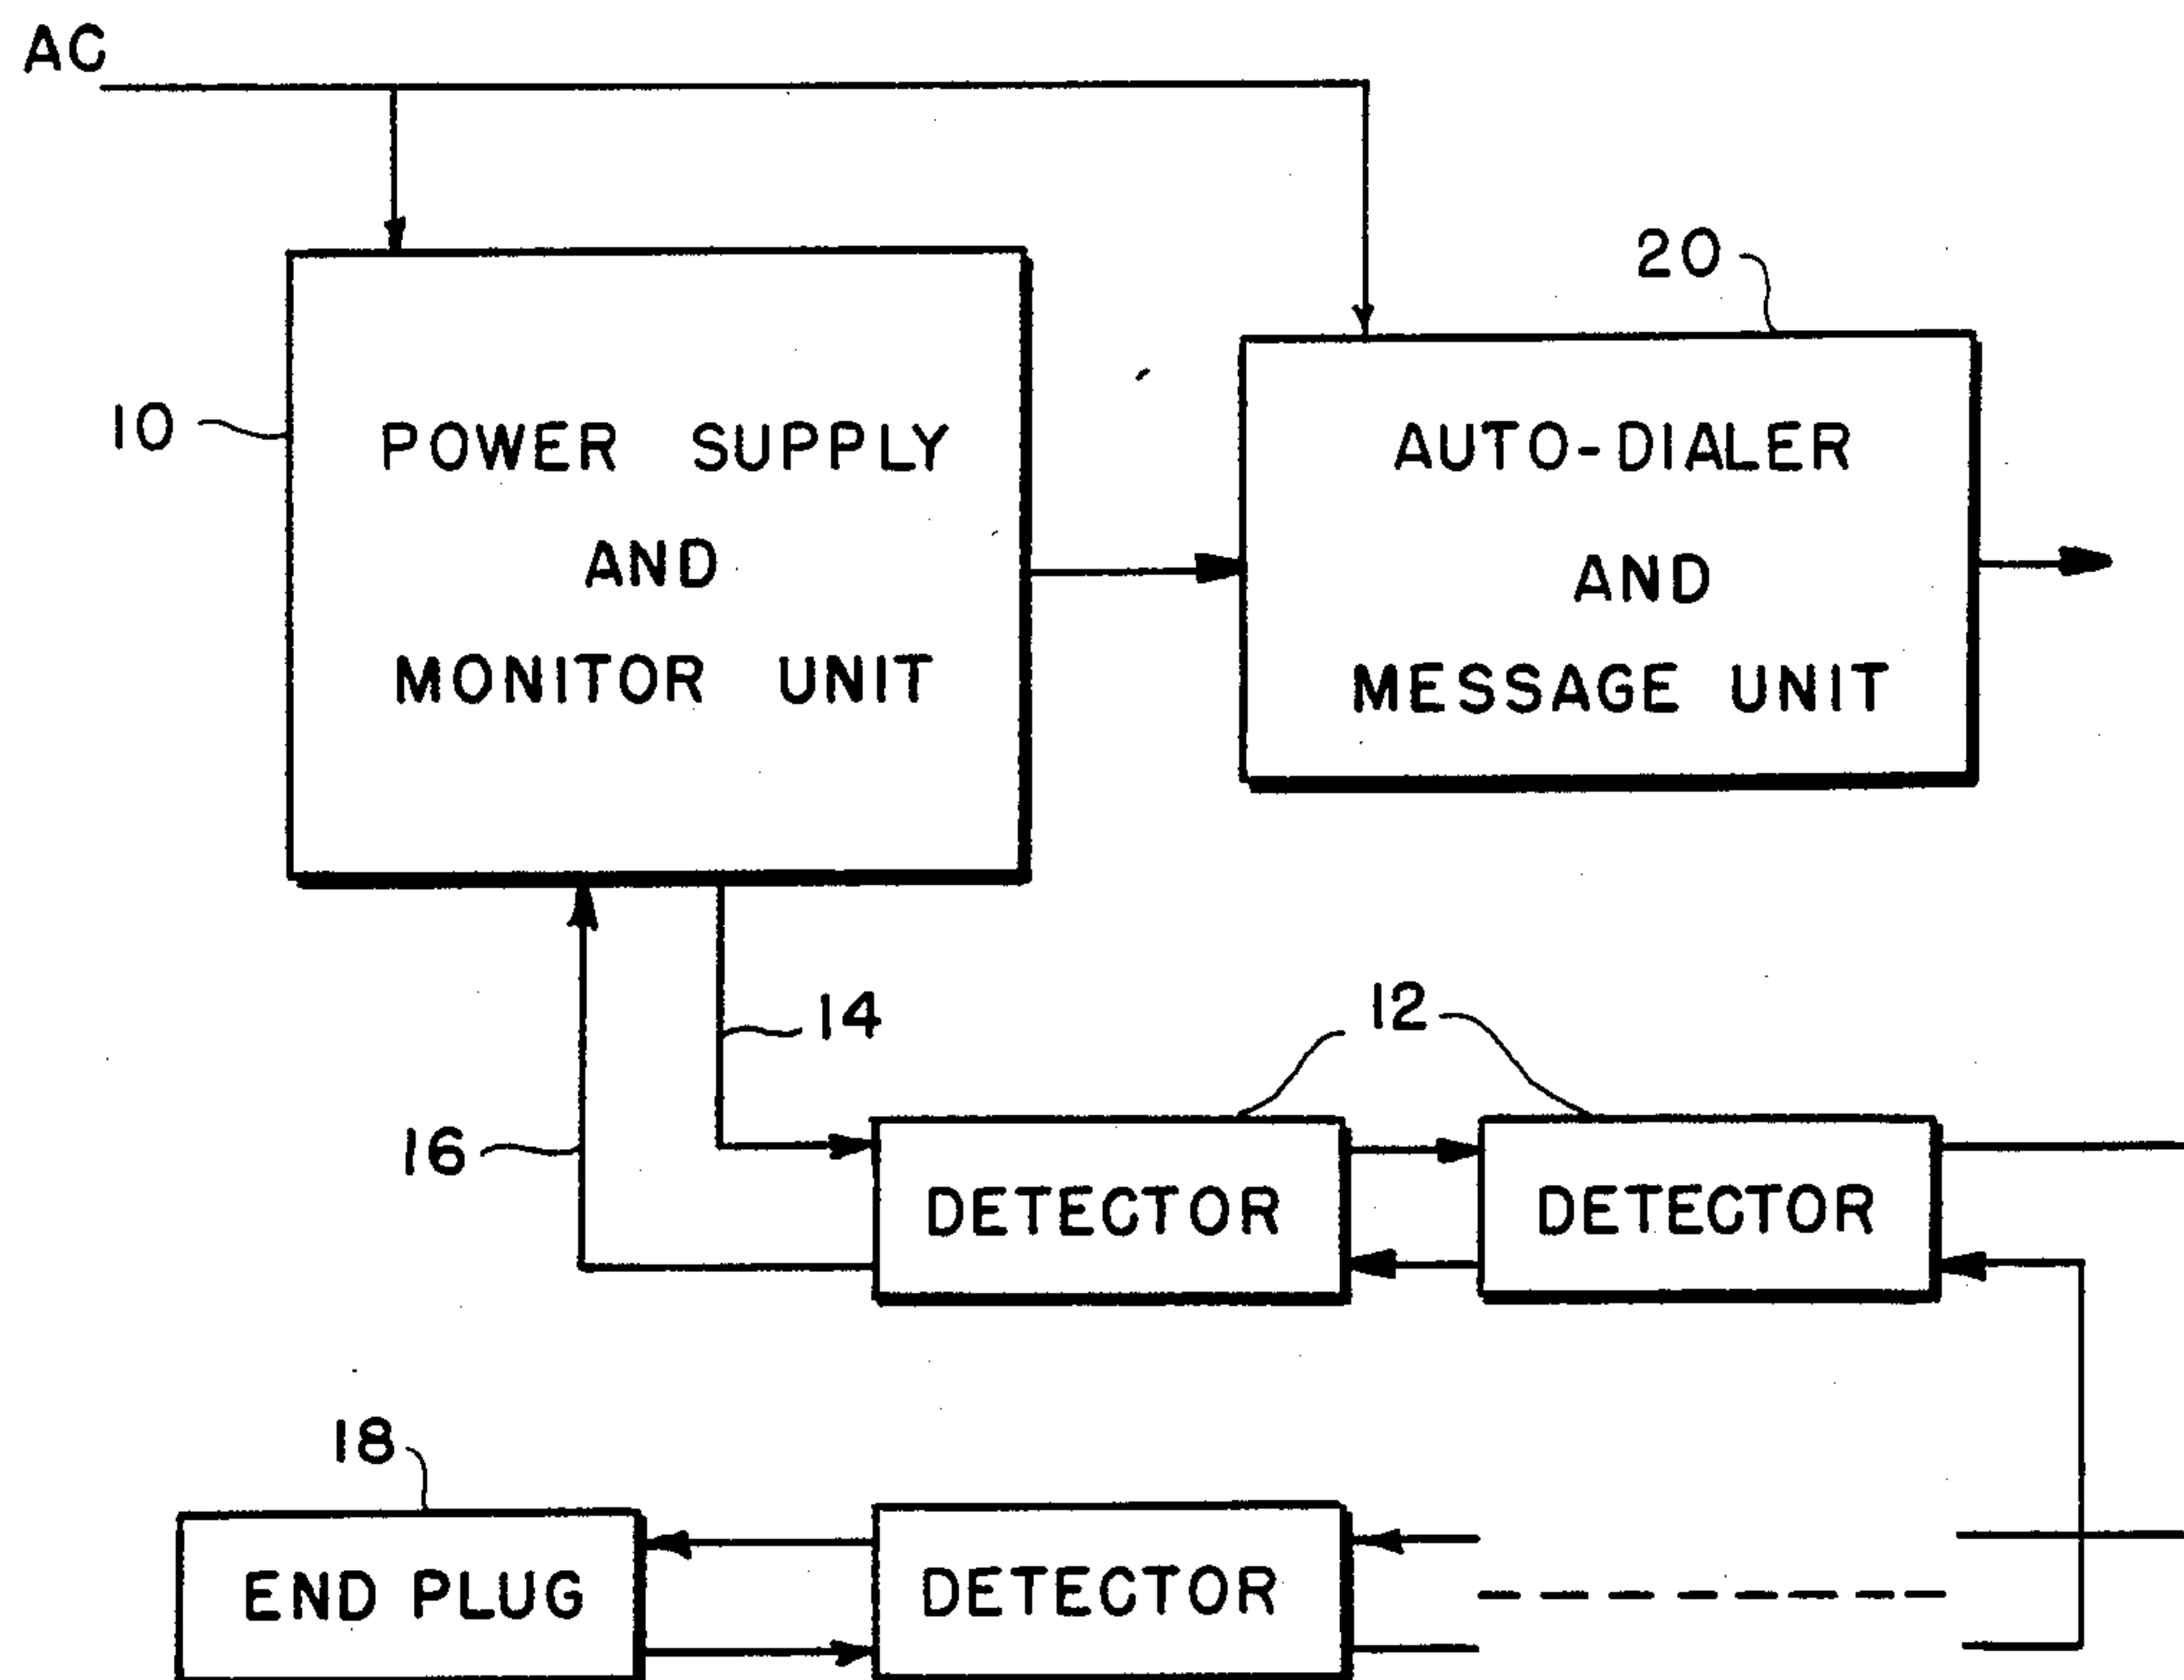 AC
20
10
POWER SUPPLY
AND
MONITOR UNIT
AUTO-DIALER
AND
MESSAGE UNIT
14
12
16
DETECTOR
DETECTOR
18
END PLUG
DETECTOR